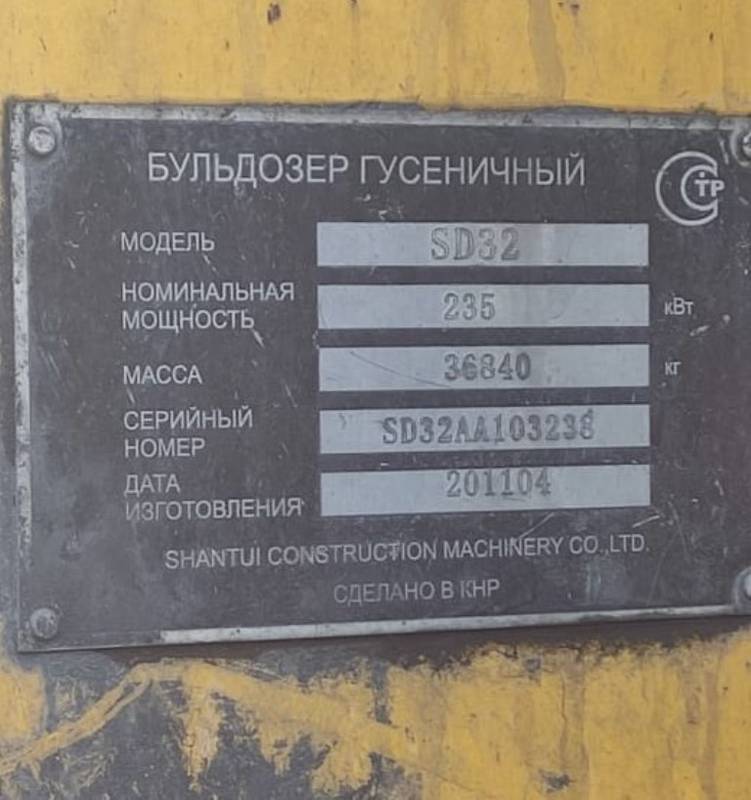 БУЛЬДОЗЕР ГУСЕНИЧНЫЙ
СТР
МОДЕЛЬ SD32
НОМИНАЛЬНАЯ
МОЩНОСТЬ 235 кВт
МАССА 36840 кг
СЕРИЙНЫЙ
НОМЕР SD32AA103238
ДАТА
ИЗГОТОВЛЕНИЯ 201104
SHANTUI CONSTRUCTION MACHINERY CO.,LTD.
СДЕЛАНО В КНР